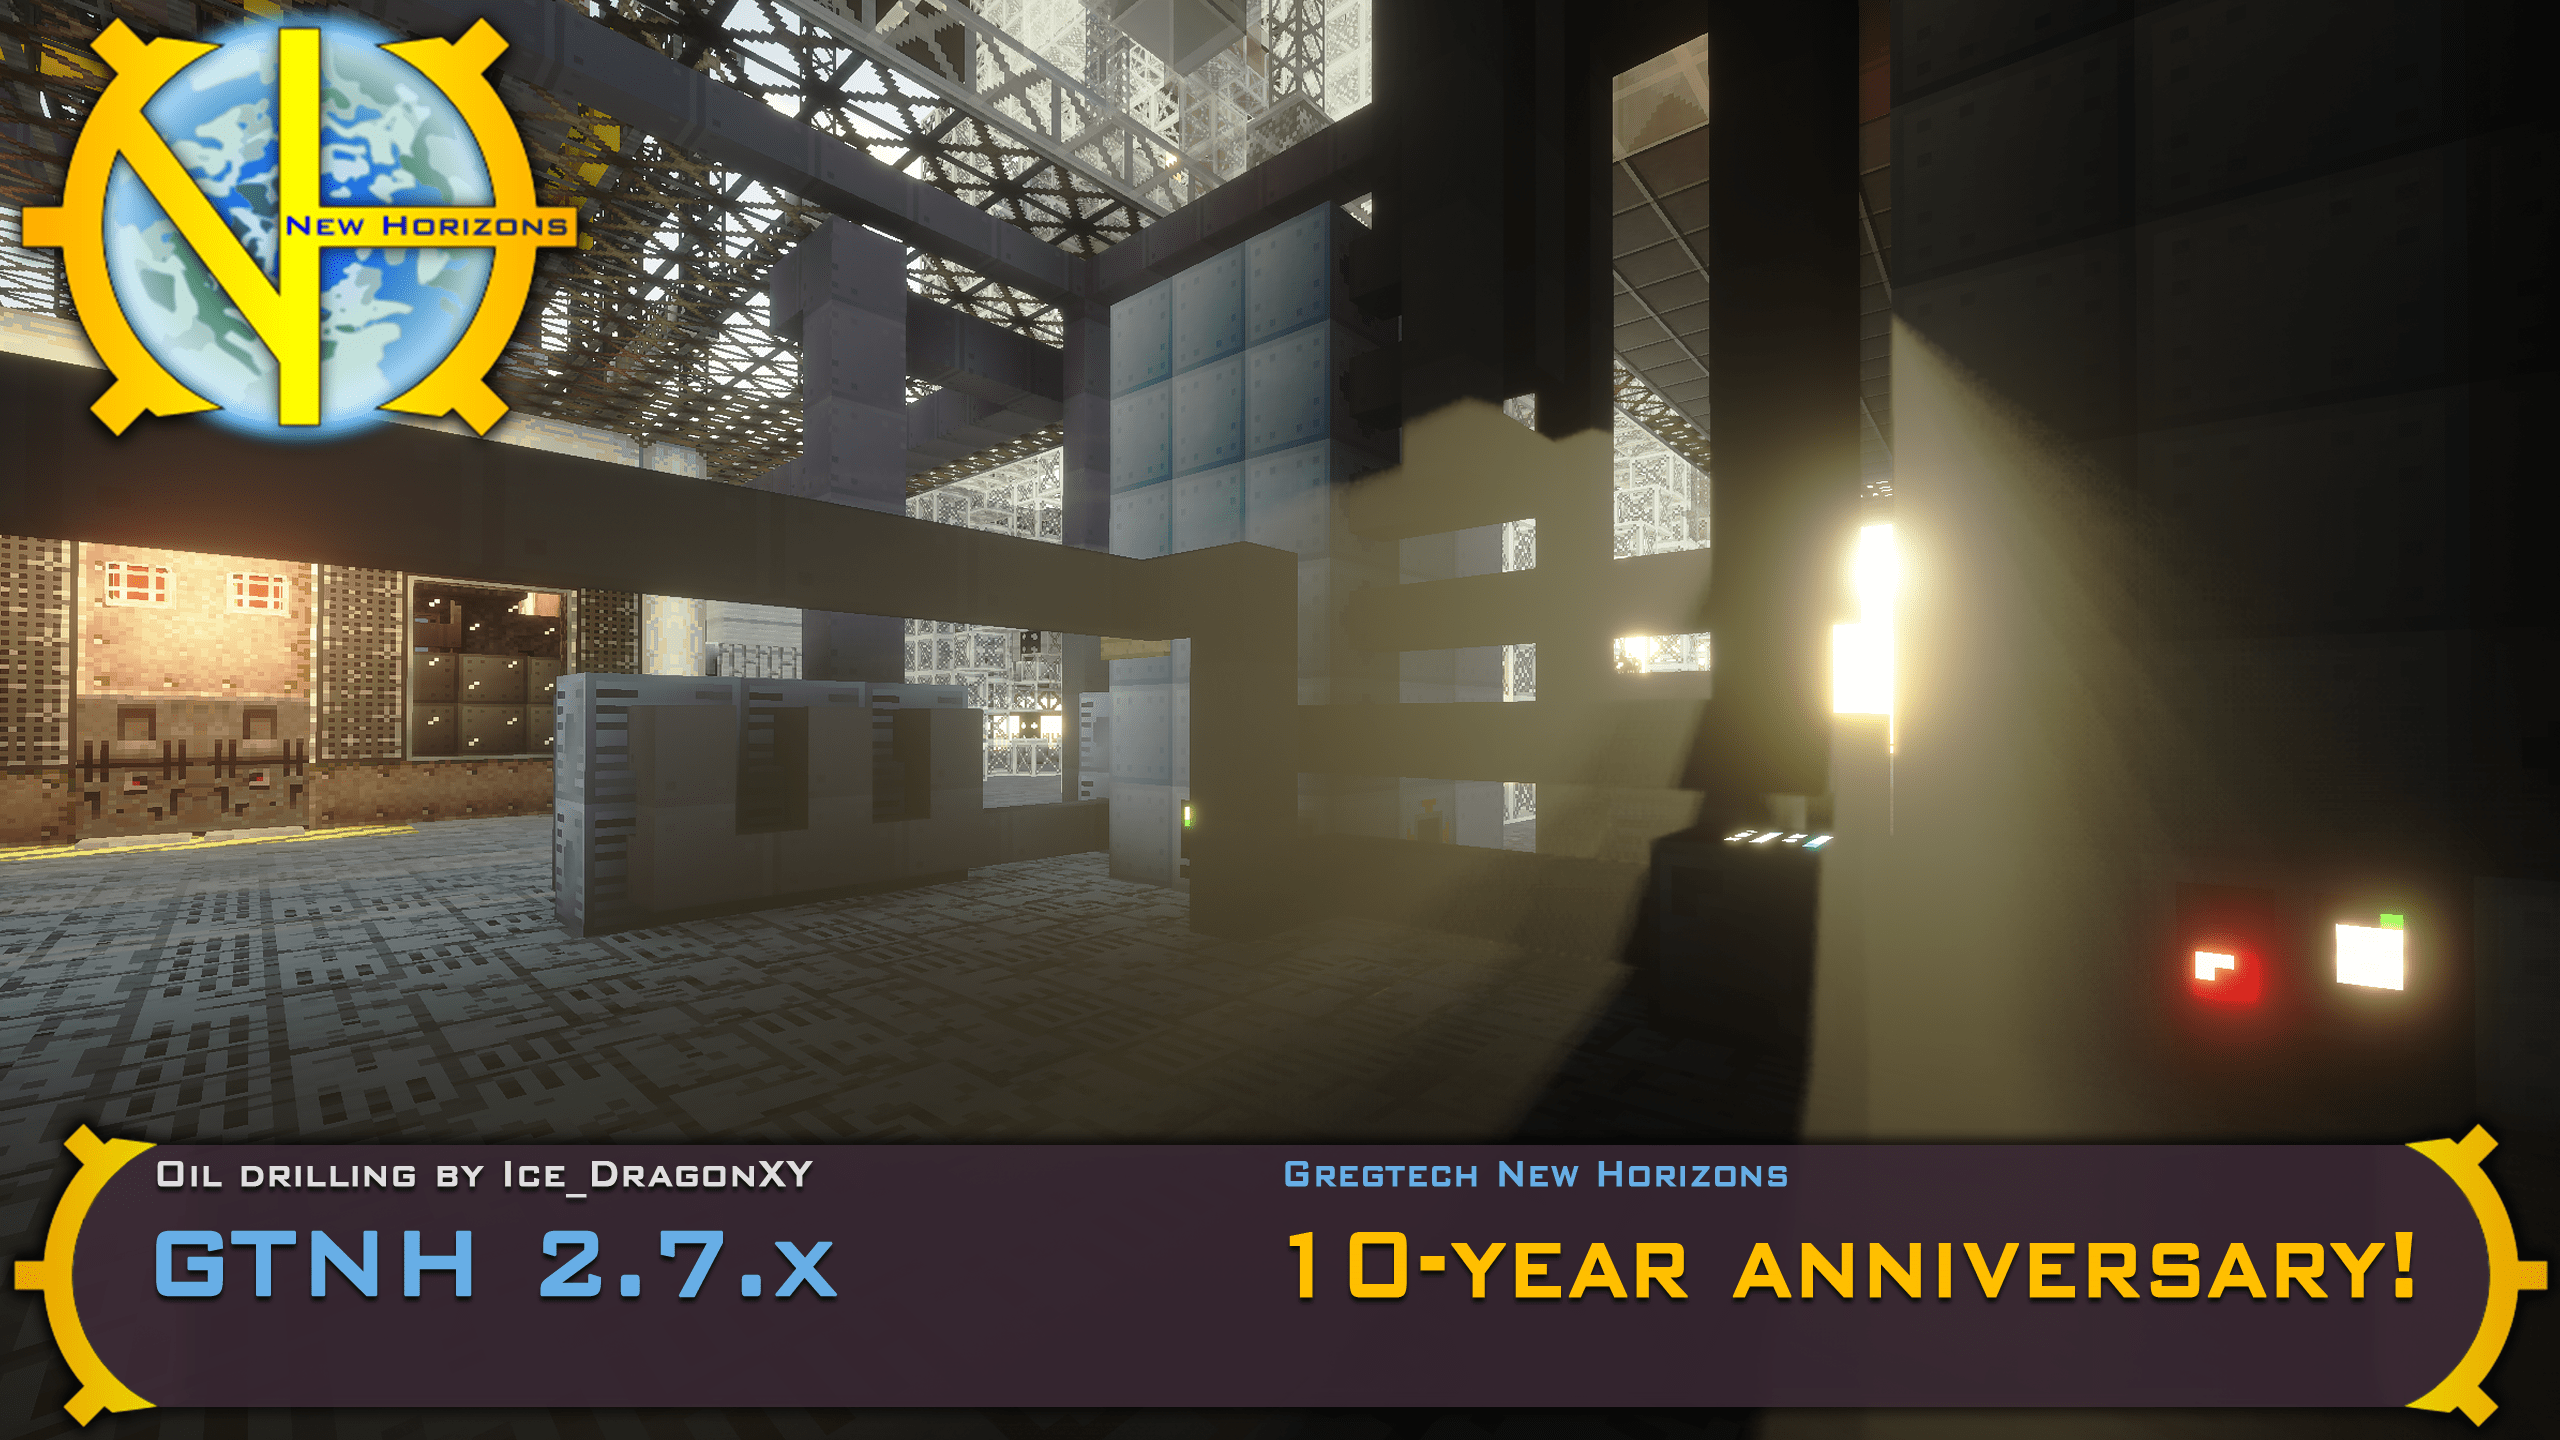 New Horizons
Oil drilling by Ice_DragonXY
GTNH 2.7.x
Gregtech New Horizons
10-year anniversary!